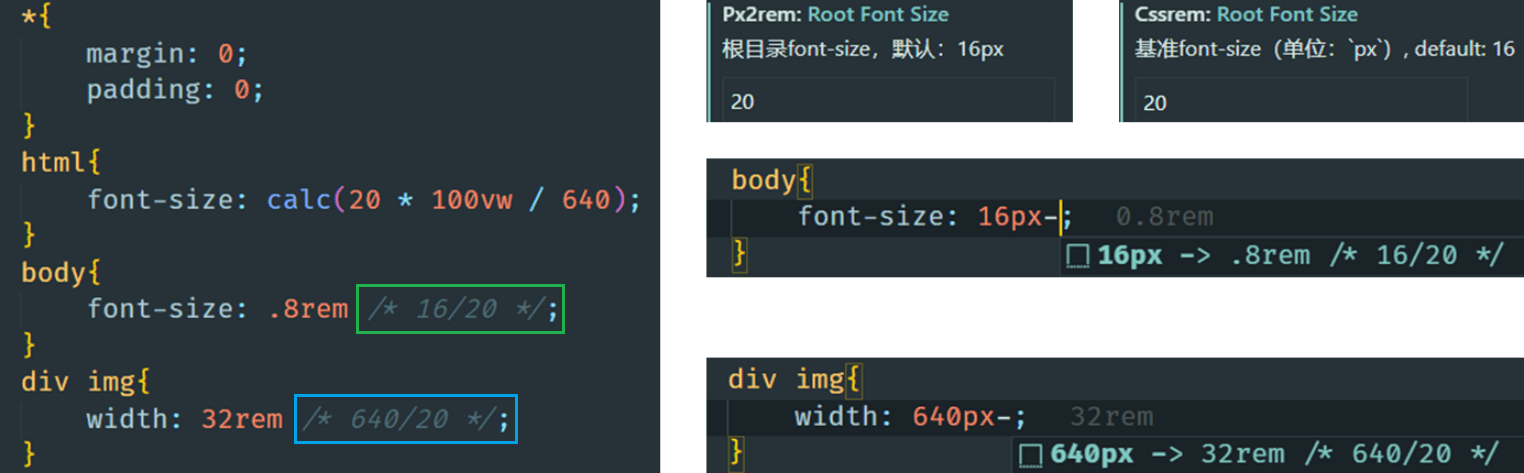 *{
margin: 0;
padding: 0;
}
html{
font-size: calc(20 * 100vw / 640);
}
body{
font-size: .8rem /* 16/20 */;
}
div img{
width: 32rem /* 640/20 */;
}
Px2rem: Root Font Size
根目录font-size，默认：16px
20
Cssrem: Root Font Size
基准font-size（单位：`px`）, default: 16
20
body{
font-size: 16px-; 0.8rem
} 16px -> .8rem /* 16/20 */
div img{
width: 640px-; 32rem
} 640px -> 32rem /* 640/20 */